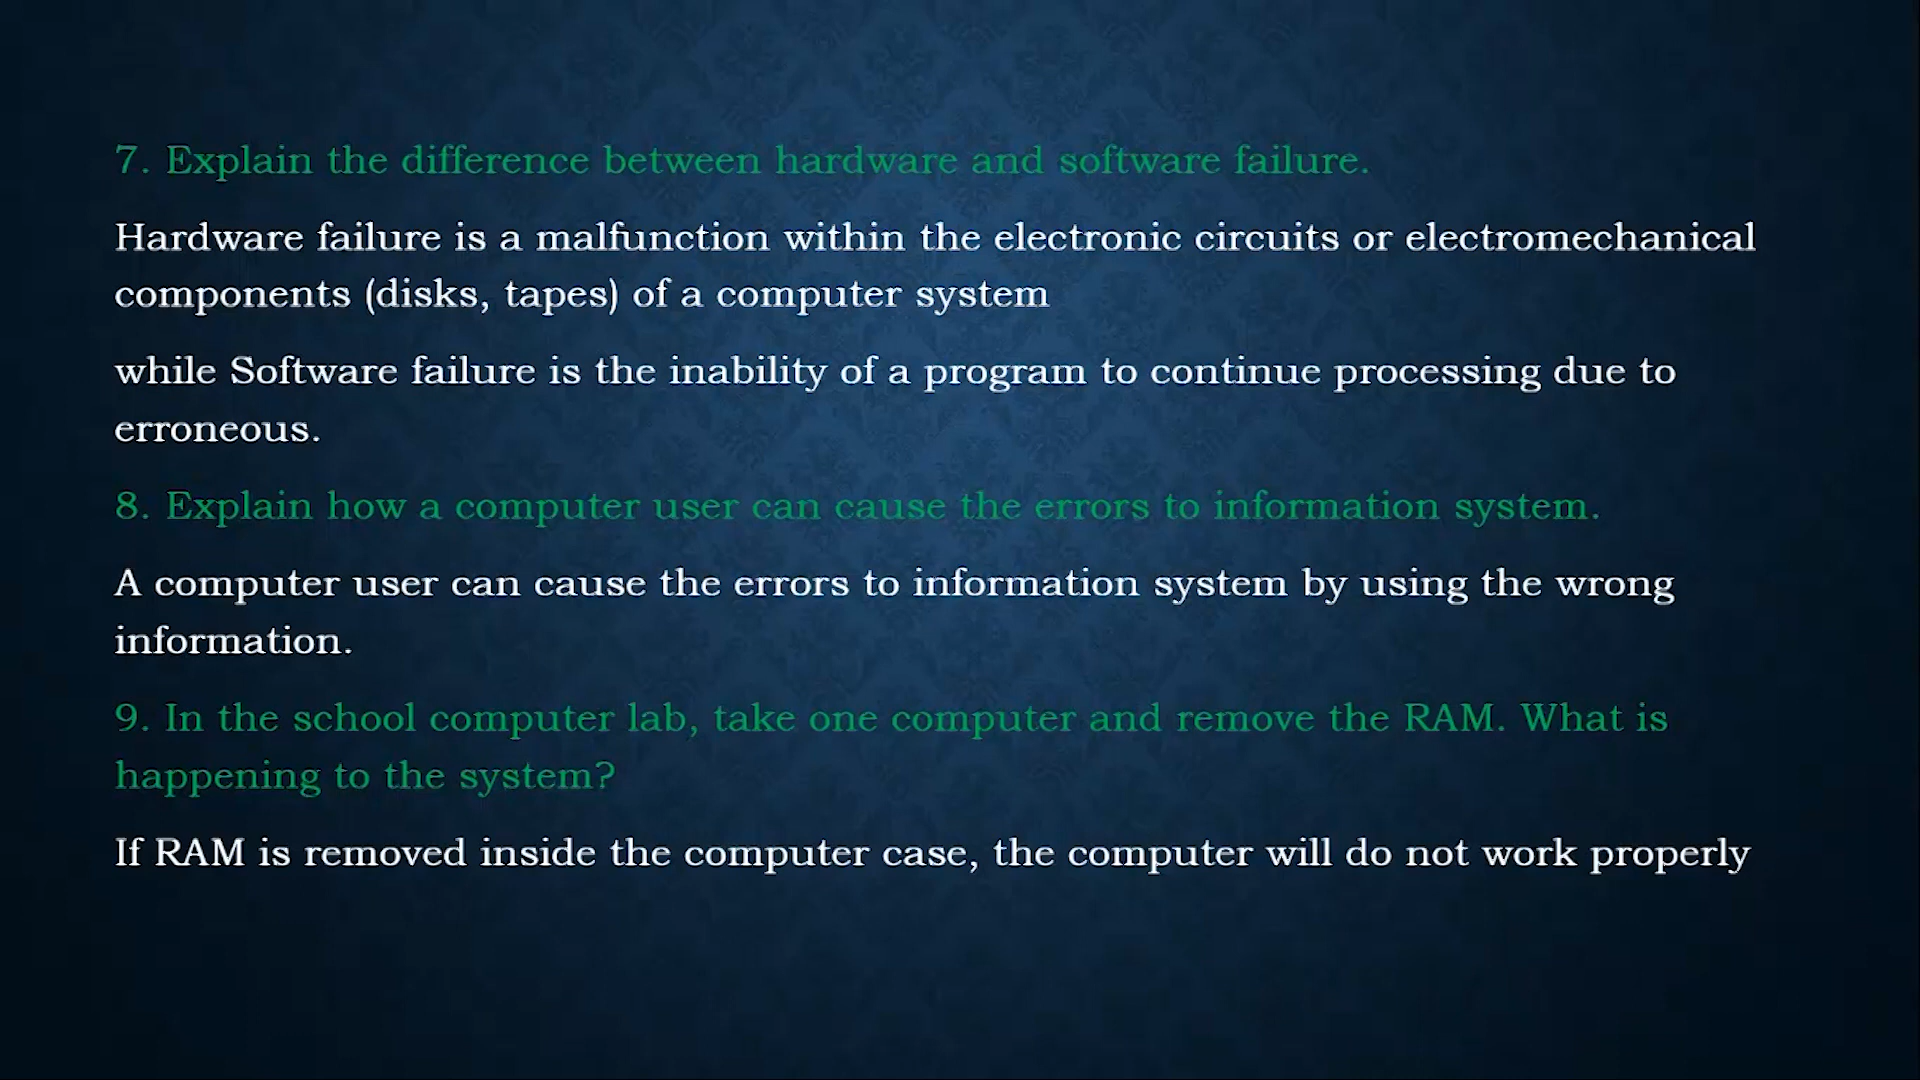 7. Explain the difference between hardware and software failure.
Hardware failure is a malfunction within the electronic circuits or electromechanical
components (disks, tapes) of a computer system
while Software failure is the inability of a program to continue processing due to
erroneous.
8. Explain how a computer user can cause the errors to information system.
A computer user can cause the errors to information system by using the wrong
information.
9. In the school computer lab, take one computer and remove the RAM. What is
happening to the system?
If RAM is removed inside the computer case, the computer will do not work properly